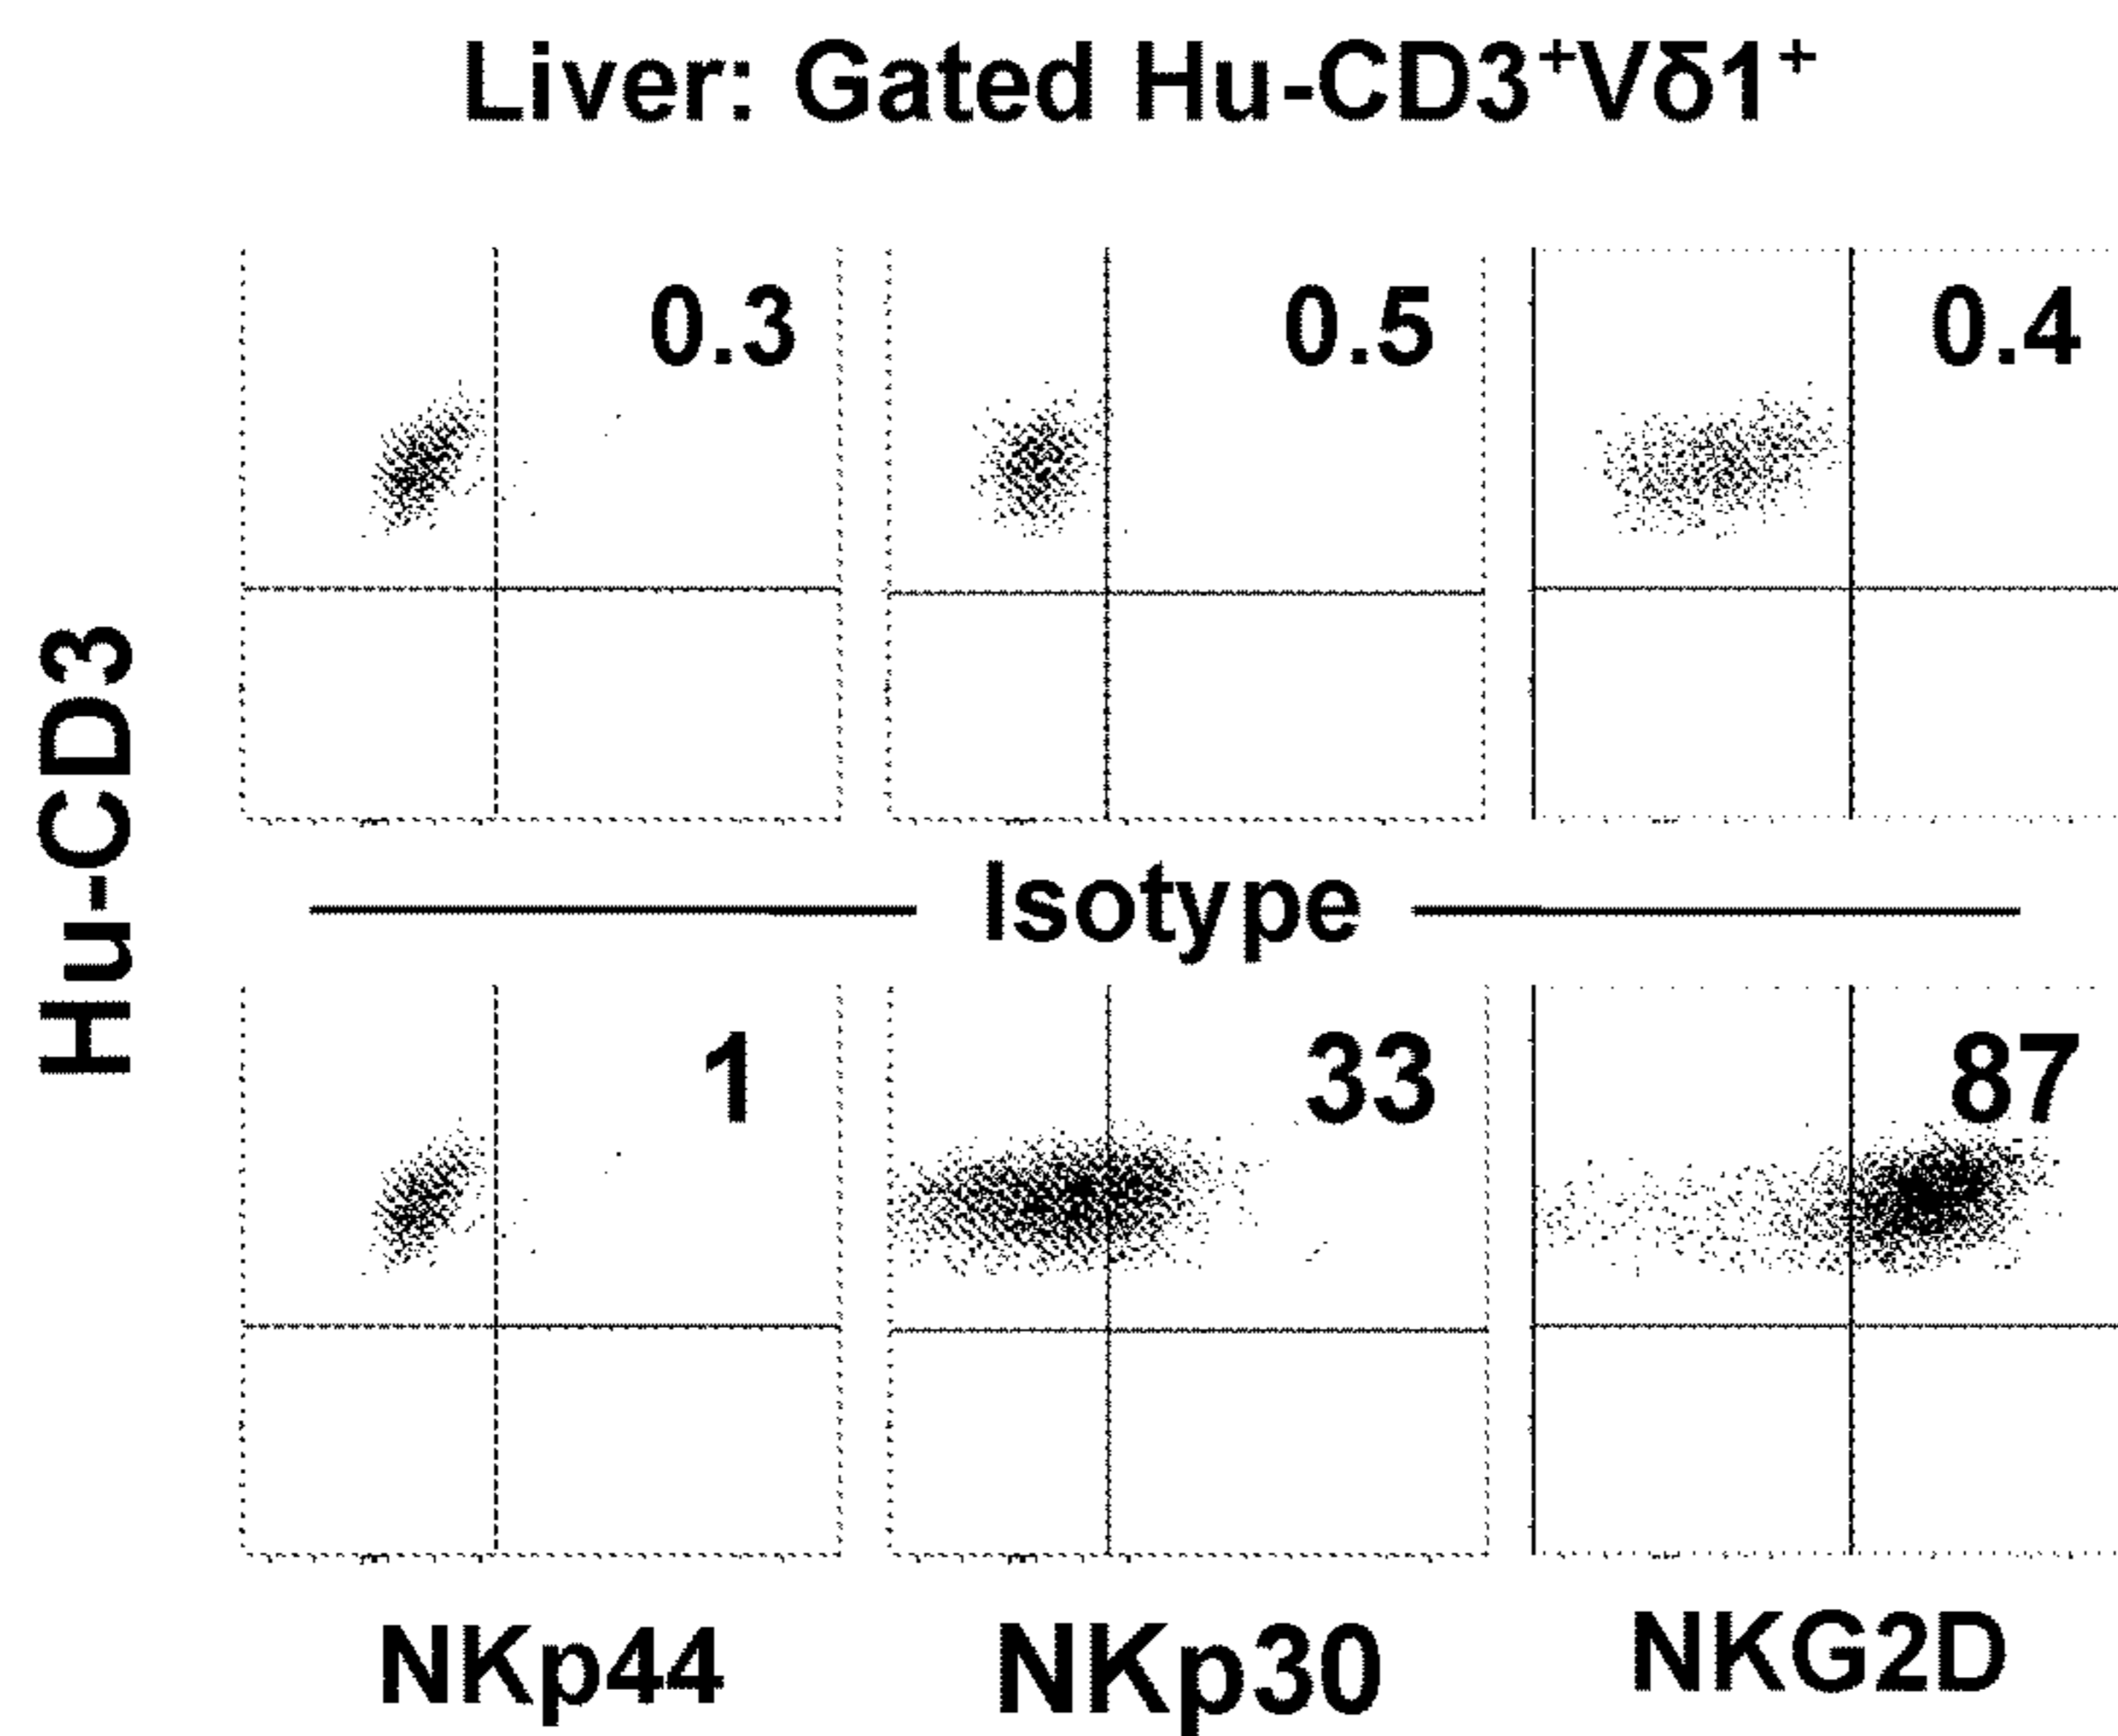 Liver: Gated Hu-CD3⁺Vδ1⁺
0.3 0.5 0.4
Hu-CD3
Isotype
1 33 87
NKp44 NKp30 NKG2D